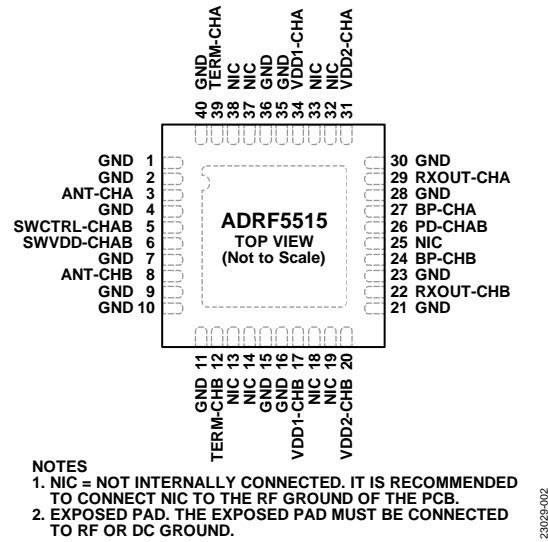 GND
TERM-CHA
NIC
NIC
GND
GND
VDD1-CHA
NIC
NIC
VDD2-CHA
40 39 38 37 36 35 34 33 32 31
GND 1
GND 2
ANT-CHA 3
GND 4
SWCTRL-CHAB 5
SWVDD-CHAB 6
GND 7
ANT-CHB 8
GND 9
GND 10
ADRF5515
TOP VIEW
(Not to Scale)
30 GND
29 RXOUT-CHA
28 GND
27 BP-CHA
26 PD-CHAB
25 NIC
24 BP-CHB
23 GND
22 RXOUT-CHB
21 GND
GND 11
TERM-CHB 12
NIC 13
NIC 14
GND 15
GND 16
VDD1-CHB 17
NIC 18
NIC 19
VDD2-CHB 20
NOTES
1. NIC = NOT INTERNALLY CONNECTED. IT IS RECOMMENDED
TO CONNECT NIC TO THE RF GROUND OF THE PCB.
2. EXPOSED PAD. THE EXPOSED PAD MUST BE CONNECTED
TO RF OR DC GROUND.
23029-002